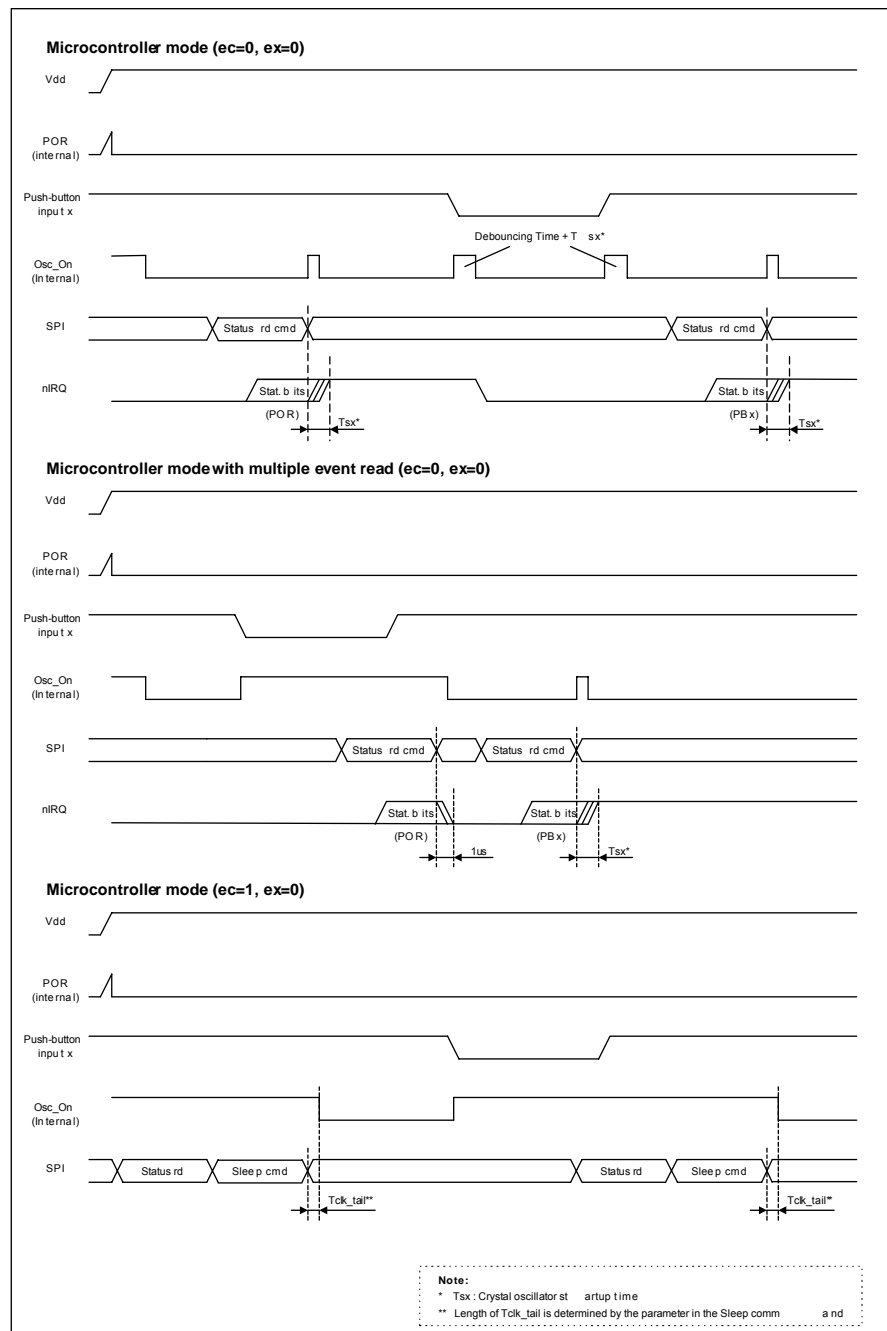 Microcontroller mode (ec=0, ex=0)
Vdd
POR
(internal)
Push-button
input x
Debouncing Time + T sx*
Osc_On
(Internal)
SPI
Status rd cmd
Status rd cmd
nIRQ
Stat. bits
Stat. bits
(POR)
(PBx)
Tsx*
Tsx*
Microcontroller mode with multiple event read (ec=0, ex=0)
Vdd
POR
(internal)
Push-button
input x
Osc_On
(Internal)
SPI
Status rd cmd
Status rd cmd
nIRQ
Stat. bits
Stat. bits
(POR)
(PBx)
1us
Tsx*
Microcontroller mode (ec=1, ex=0)
Vdd
POR
(internal)
Push-button
input x
Osc_On
(Internal)
SPI
Status rd
Sleep cmd
Status rd
Sleep cmd
Tclk_tail**
Tclk_tail**
Note:
* Tsx : Crystal oscillator st artup time
** Length of Tclk_tail is determined by the parameter in the Sleep comm and